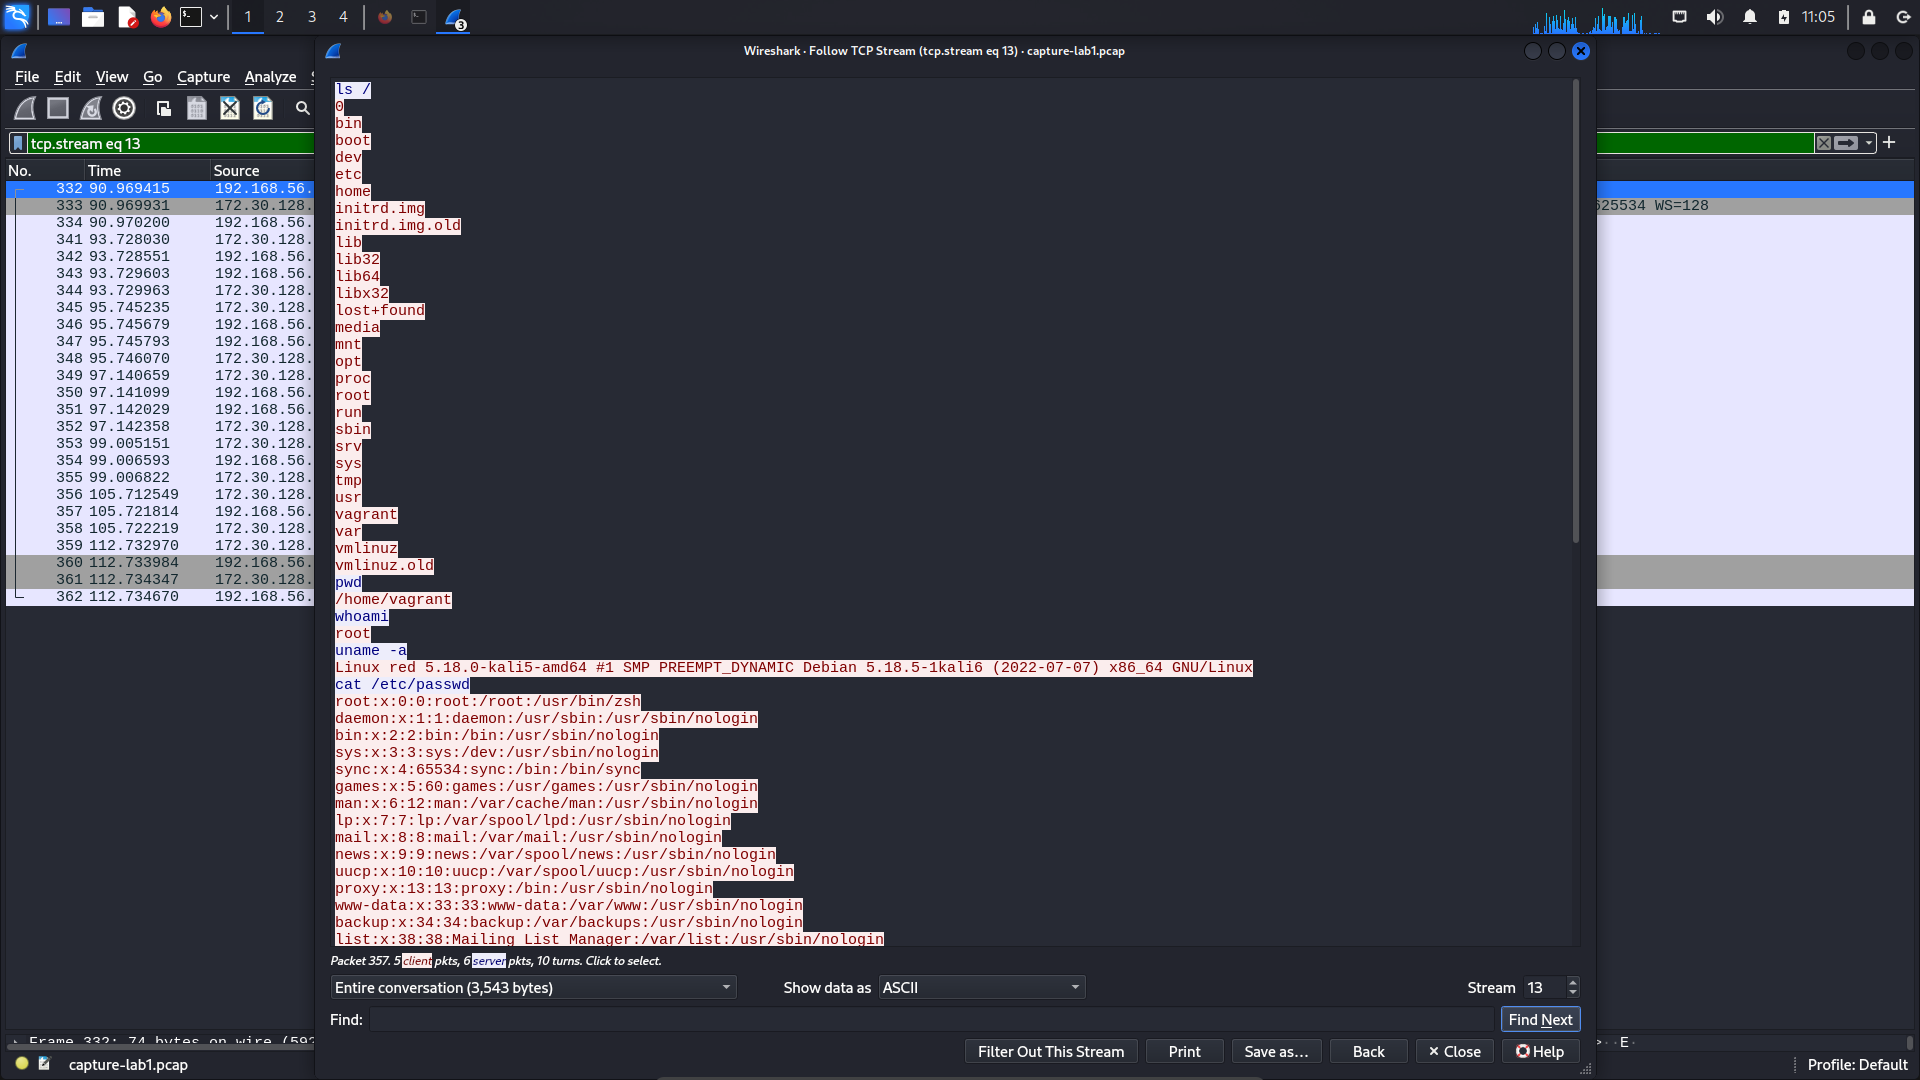 1 2 3 4 3 11:05
Wireshark · Follow TCP Stream (tcp.stream eq 13) · capture-lab1.pcap
File Edit View Go Capture Analyze
tcp.stream eq 13
No. Time Source
332 90.969415 192.168.56.
333 90.969931 172.30.128. 525534 WS=128
334 90.970200 192.168.56.
341 93.728030 172.30.128.
342 93.728551 192.168.56.
343 93.729603 172.30.128.
344 93.729963 192.168.56.
345 95.745235 172.30.128.
346 95.745679 192.168.56.
347 95.745793 192.168.56.
348 95.746070 172.30.128.
349 97.140659 172.30.128.
350 97.141099 192.168.56.
351 97.142029 192.168.56.
352 97.142358 172.30.128.
353 99.005151 172.30.128.
354 99.006593 192.168.56.
355 99.006822 172.30.128.
356 105.712549 172.30.128.
357 105.721814 192.168.56.
358 105.722219 172.30.128.
359 112.732970 172.30.128.
360 112.733984 192.168.56.
361 112.734347 172.30.128.
362 112.734670 192.168.56.
ls /
0
bin
boot
dev
etc
home
initrd.img
initrd.img.old
lib
lib32
lib64
libx32
lost+found
media
mnt
opt
proc
root
run
sbin
srv
sys
tmp
usr
vagrant
var
vmlinuz
vmlinuz.old
pwd
/home/vagrant
whoami
root
uname -a
Linux red 5.18.0-kali5-amd64 #1 SMP PREEMPT_DYNAMIC Debian 5.18.5-1kali6 (2022-07-07) x86_64 GNU/Linux
cat /etc/passwd
root:x:0:0:root:/root:/usr/bin/zsh
daemon:x:1:1:daemon:/usr/sbin:/usr/sbin/nologin
bin:x:2:2:bin:/bin:/usr/sbin/nologin
sys:x:3:3:sys:/dev:/usr/sbin/nologin
sync:x:4:65534:sync:/bin:/bin/sync
games:x:5:60:games:/usr/games:/usr/sbin/nologin
man:x:6:12:man:/var/cache/man:/usr/sbin/nologin
lp:x:7:7:lp:/var/spool/lpd:/usr/sbin/nologin
mail:x:8:8:mail:/var/mail:/usr/sbin/nologin
news:x:9:9:news:/var/spool/news:/usr/sbin/nologin
uucp:x:10:10:uucp:/var/spool/uucp:/usr/sbin/nologin
proxy:x:13:13:proxy:/bin:/usr/sbin/nologin
www-data:x:33:33:www-data:/var/www:/usr/sbin/nologin
backup:x:34:34:backup:/var/backups:/usr/sbin/nologin
list:x:38:38:Mailing List Manager:/var/list:/usr/sbin/nologin
Packet 357. 5 client pkts, 6 server pkts, 10 turns. Click to select.
Entire conversation (3,543 bytes) Show data as ASCII Stream 13
Find: Find Next
Filter Out This Stream Print Save as… Back Close Help
Frame 332: 74 bytes on wire (592 · · E ·
capture-lab1.pcap Profile: Default